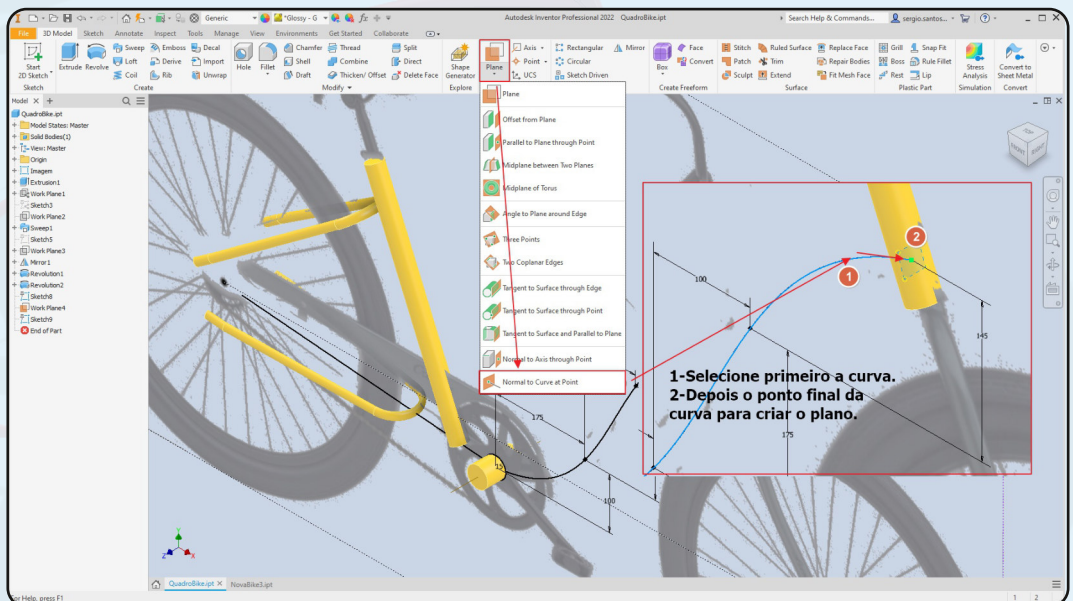 Generic
*Glossy - G
Autodesk Inventor Professional 2022 QuadroBike.ipt
Search Help & Commands...
sergio.santos...
File 3D Model Sketch Annotate Inspect Tools Manage View Environments Get Started Collaborate
Start
2D Sketch
Extrude Revolve
Sweep Emboss Decal
Loft Derive Import
Coil Rib Unwrap
Hole Fillet
Chamfer Thread Split
Shell Combine Direct
Draft Thicken/ Offset Delete Face
Shape
Generator
Plane
Axis
Point
UCS
Rectangular Mirror
Circular
Sketch Driven
Box
Face
Convert
Stitch Ruled Surface Replace Face
Patch Trim Repair Bodies
Sculpt Extend Fit Mesh Face
Grill Snap Fit
Boss Rule Fillet
Rest Lip
Stress
Analysis
Convert to
Sheet Metal
Sketch Create Modify Explore Create Freeform Surface Plastic Part Simulation Convert
Model
QuadroBike.ipt
Model States: Master
Solid Bodies(1)
View: Master
Origin
Imagem
Extrusion1
Work Plane1
Sketch3
Work Plane2
Sweep1
Sketch5
Work Plane3
Mirror1
Revolution1
Revolution2
Sketch8
Work Plane4
Sketch9
End of Part
Plane
Offset from Plane
Parallel to Plane through Point
Midplane between Two Planes
Midplane of Torus
Angle to Plane around Edge
Three Points
Two Coplanar Edges
Tangent to Surface through Edge
Tangent to Surface through Point
Tangent to Surface and Parallel to Plane
Normal to Axis through Point
Normal to Curve at Point
175
15
100
100
1
2
145
175
1-Selecione primeiro a curva.
2-Depois o ponto final da
curva para criar o plano.
QuadroBike.ipt NovaBike3.ipt
or Help, press F1
1 2